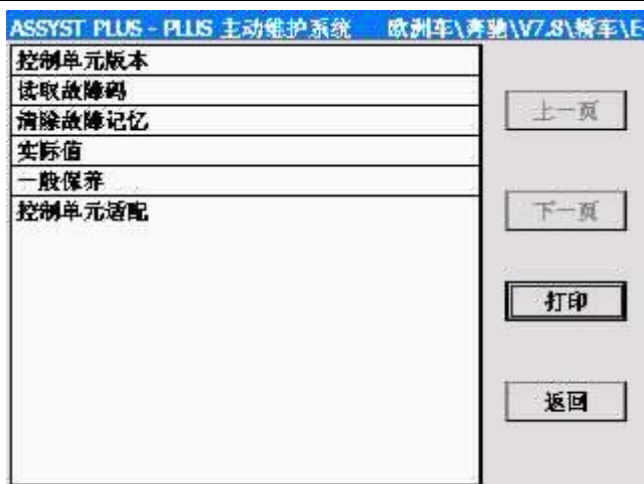 ASSYST PLUS - PLUS 主动维护系统 欧洲车\奔驰\V7.8\轿车\E-
控制单元版本
读取故障码
清除故障记忆
上一页
实际值
一般保养
控制单元适配
下一页
打印
返回